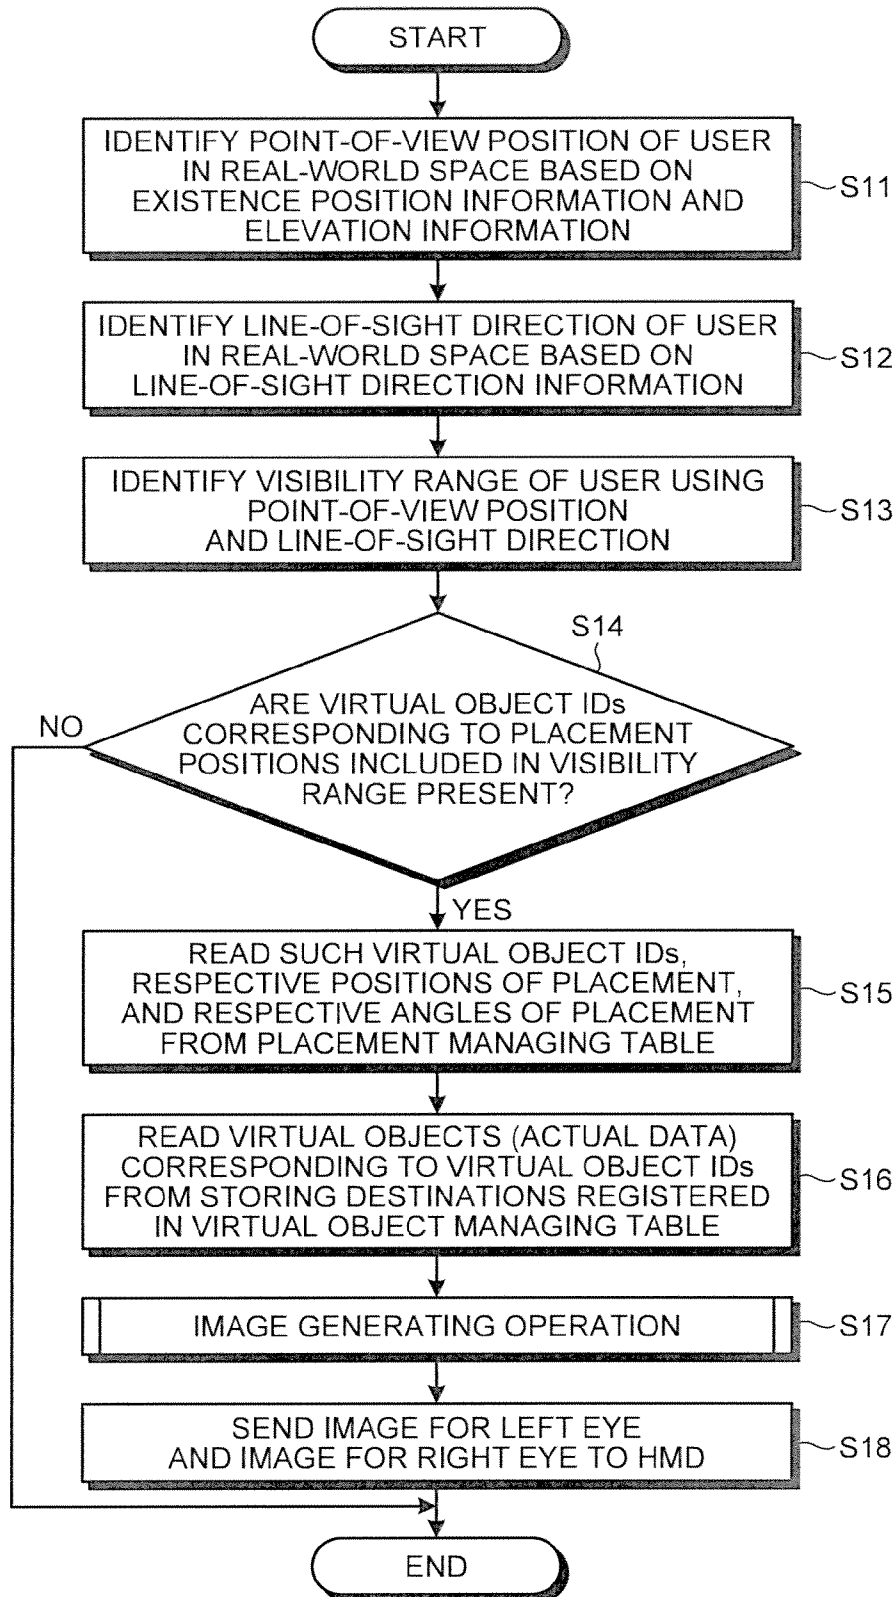 START
IDENTIFY POINT-OF-VIEW POSITION OF USER
IN REAL-WORLD SPACE BASED ON
EXISTENCE POSITION INFORMATION AND
ELEVATION INFORMATION
S11
IDENTIFY LINE-OF-SIGHT DIRECTION OF USER
IN REAL-WORLD SPACE BASED ON
LINE-OF-SIGHT DIRECTION INFORMATION
S12
IDENTIFY VISIBILITY RANGE OF USER USING
POINT-OF-VIEW POSITION
AND LINE-OF-SIGHT DIRECTION
S13
S14
ARE VIRTUAL OBJECT IDs
CORRESPONDING TO PLACEMENT
POSITIONS INCLUDED IN VISIBILITY
RANGE PRESENT?
NO
YES
READ SUCH VIRTUAL OBJECT IDs,
RESPECTIVE POSITIONS OF PLACEMENT,
AND RESPECTIVE ANGLES OF PLACEMENT
FROM PLACEMENT MANAGING TABLE
S15
READ VIRTUAL OBJECTS (ACTUAL DATA)
CORRESPONDING TO VIRTUAL OBJECT IDs
FROM STORING DESTINATIONS REGISTERED
IN VIRTUAL OBJECT MANAGING TABLE
S16
IMAGE GENERATING OPERATION
S17
SEND IMAGE FOR LEFT EYE
AND IMAGE FOR RIGHT EYE TO HMD
S18
END